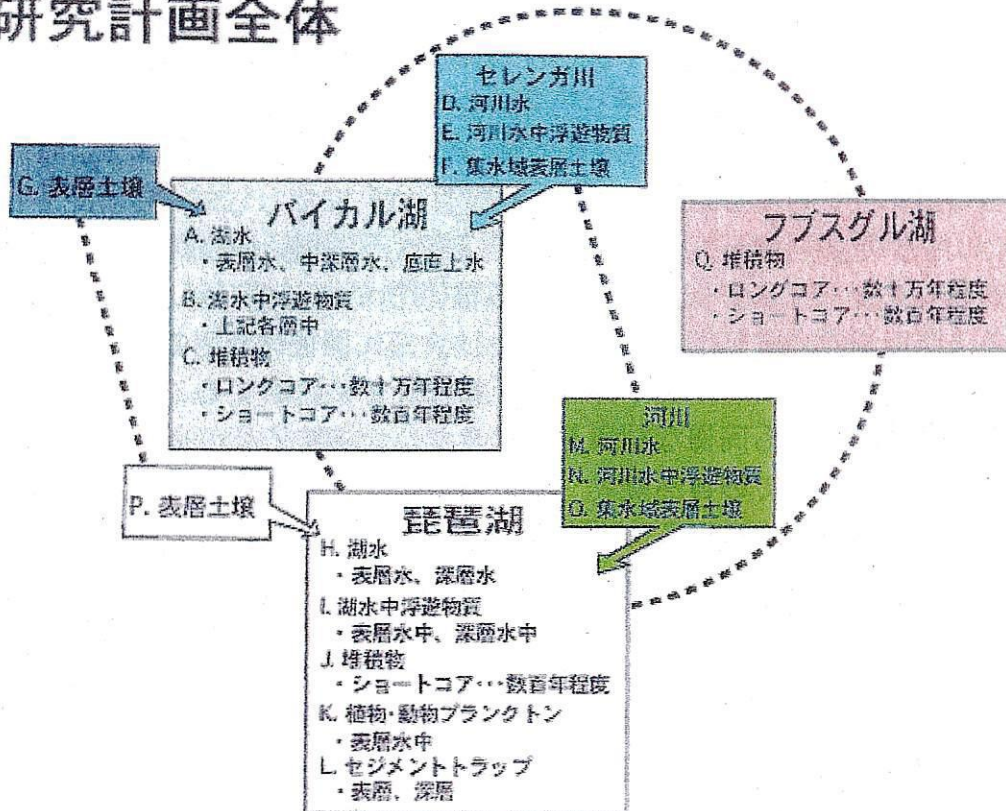 研究計画全体
セレンガ川
D. 河川水
E. 河川水中浮遊物質
F. 集水域表層土壌
G. 表層土壌
バイカル湖
A. 湖水
・表層水、中深層水、底直上水
B. 湖水中浮遊物質
・上記各層中
C. 堆積物
・ロングコア…数十万年程度
・ショートコア…数百年程度
フブスグル湖
Q. 堆積物
・ロングコア…数十万年程度
・ショートコア…数百年程度
河川
M. 河川水
N. 河川水中浮遊物質
O. 集水域表層土壌
P. 表層土壌
琵琶湖
H. 湖水
・表層水、深層水
I. 湖水中浮遊物質
・表層水中、深層水中
J. 堆積物
・ショートコア…数百年程度
K. 植物・動物プランクトン
・表層水中
L. セジメントトラップ
・表層、深層